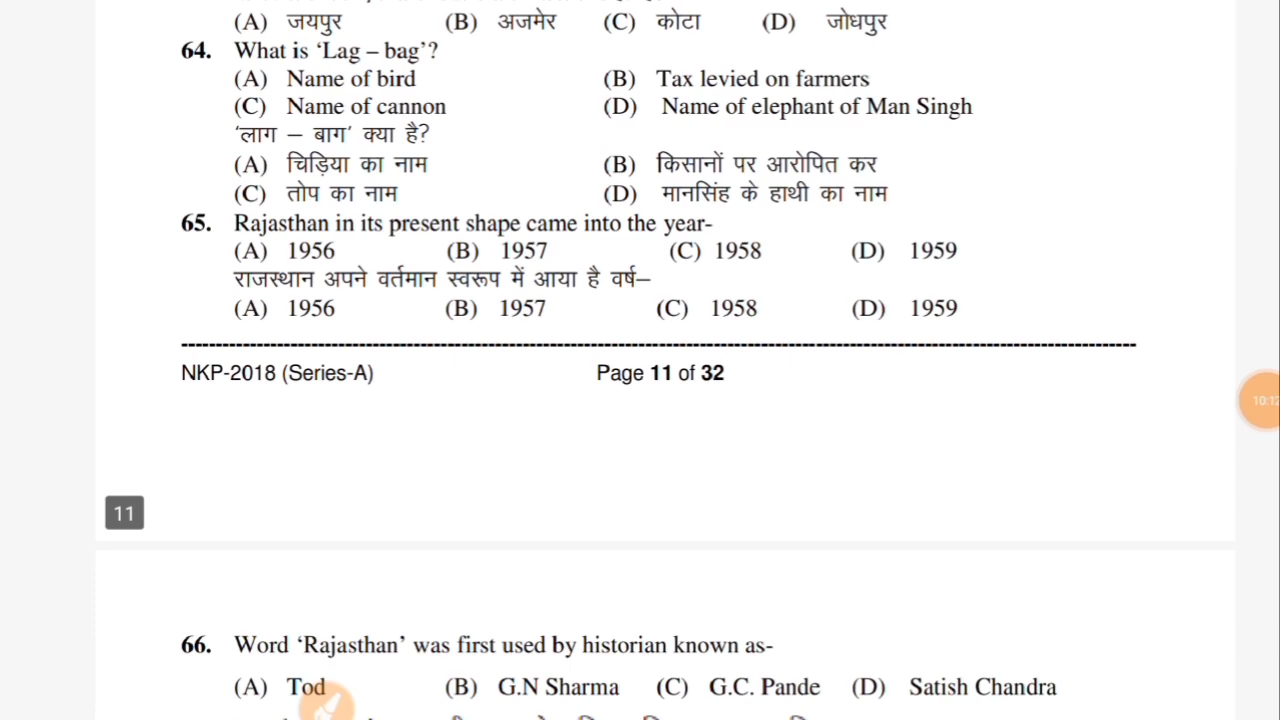 (A) जयपुर (B) अजमेर (C) कोटा (D) जोधपुर
64. What is ‘Lag – bag’?
(A) Name of bird (B) Tax levied on farmers
(C) Name of cannon (D) Name of elephant of Man Singh
‘लाग – बाग’ क्या है?
(A) चिड़िया का नाम (B) किसानों पर आरोपित कर
(C) तोप का नाम (D) मानसिंह के हाथी का नाम
65. Rajasthan in its present shape came into the year-
(A) 1956 (B) 1957 (C) 1958 (D) 1959
राजस्थान अपने वर्तमान स्वरूप में आया है वर्ष–
(A) 1956 (B) 1957 (C) 1958 (D) 1959
NKP-2018 (Series-A) Page 11 of 32
10:12
11
66. Word ‘Rajasthan’ was first used by historian known as-
(A) Tod (B) G.N Sharma (C) G.C. Pande (D) Satish Chandra